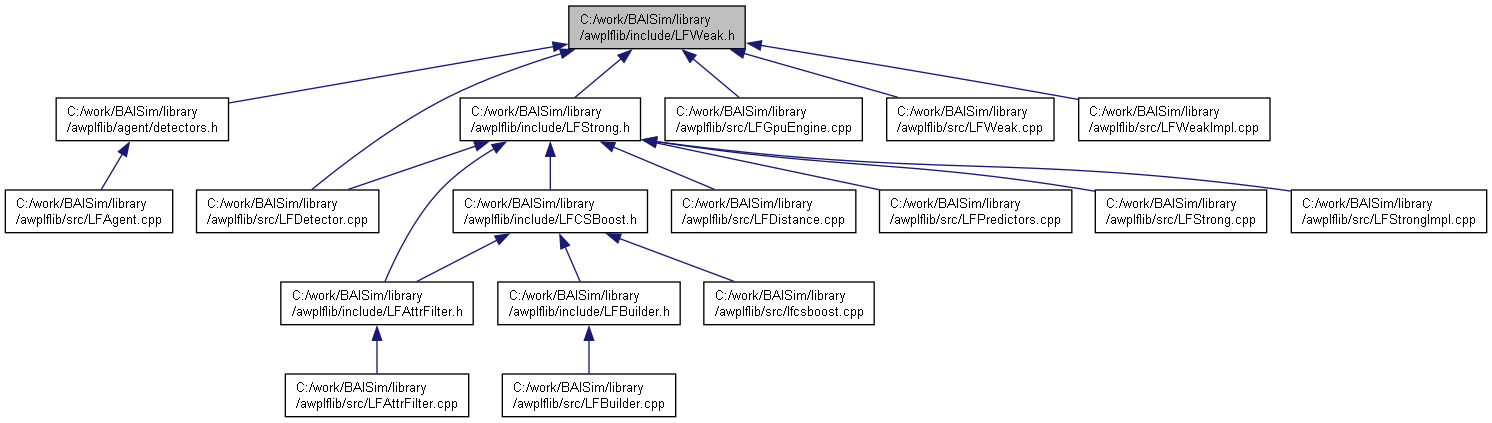 C:/work/BAISim/library
/awplflib/include/LFWeak.h
C:/work/BAISim/library
/awplflib/agent/detectors.h
C:/work/BAISim/library
/awplflib/include/LFStrong.h
C:/work/BAISim/library
/awplflib/src/LFGpuEngine.cpp
C:/work/BAISim/library
/awplflib/src/LFWeak.cpp
C:/work/BAISim/library
/awplflib/src/LFWeakImpl.cpp
C:/work/BAISim/library
/awplflib/src/LFAgent.cpp
C:/work/BAISim/library
/awplflib/src/LFDetector.cpp
C:/work/BAISim/library
/awplflib/include/LFCSBoost.h
C:/work/BAISim/library
/awplflib/src/LFDistance.cpp
C:/work/BAISim/library
/awplflib/src/LFPredictors.cpp
C:/work/BAISim/library
/awplflib/src/LFStrong.cpp
C:/work/BAISim/library
/awplflib/src/LFStrongImpl.cpp
C:/work/BAISim/library
/awplflib/include/LFAttrFilter.h
C:/work/BAISim/library
/awplflib/include/LFBuilder.h
C:/work/BAISim/library
/awplflib/src/lfcsboost.cpp
C:/work/BAISim/library
/awplflib/src/LFAttrFilter.cpp
C:/work/BAISim/library
/awplflib/src/LFBuilder.cpp